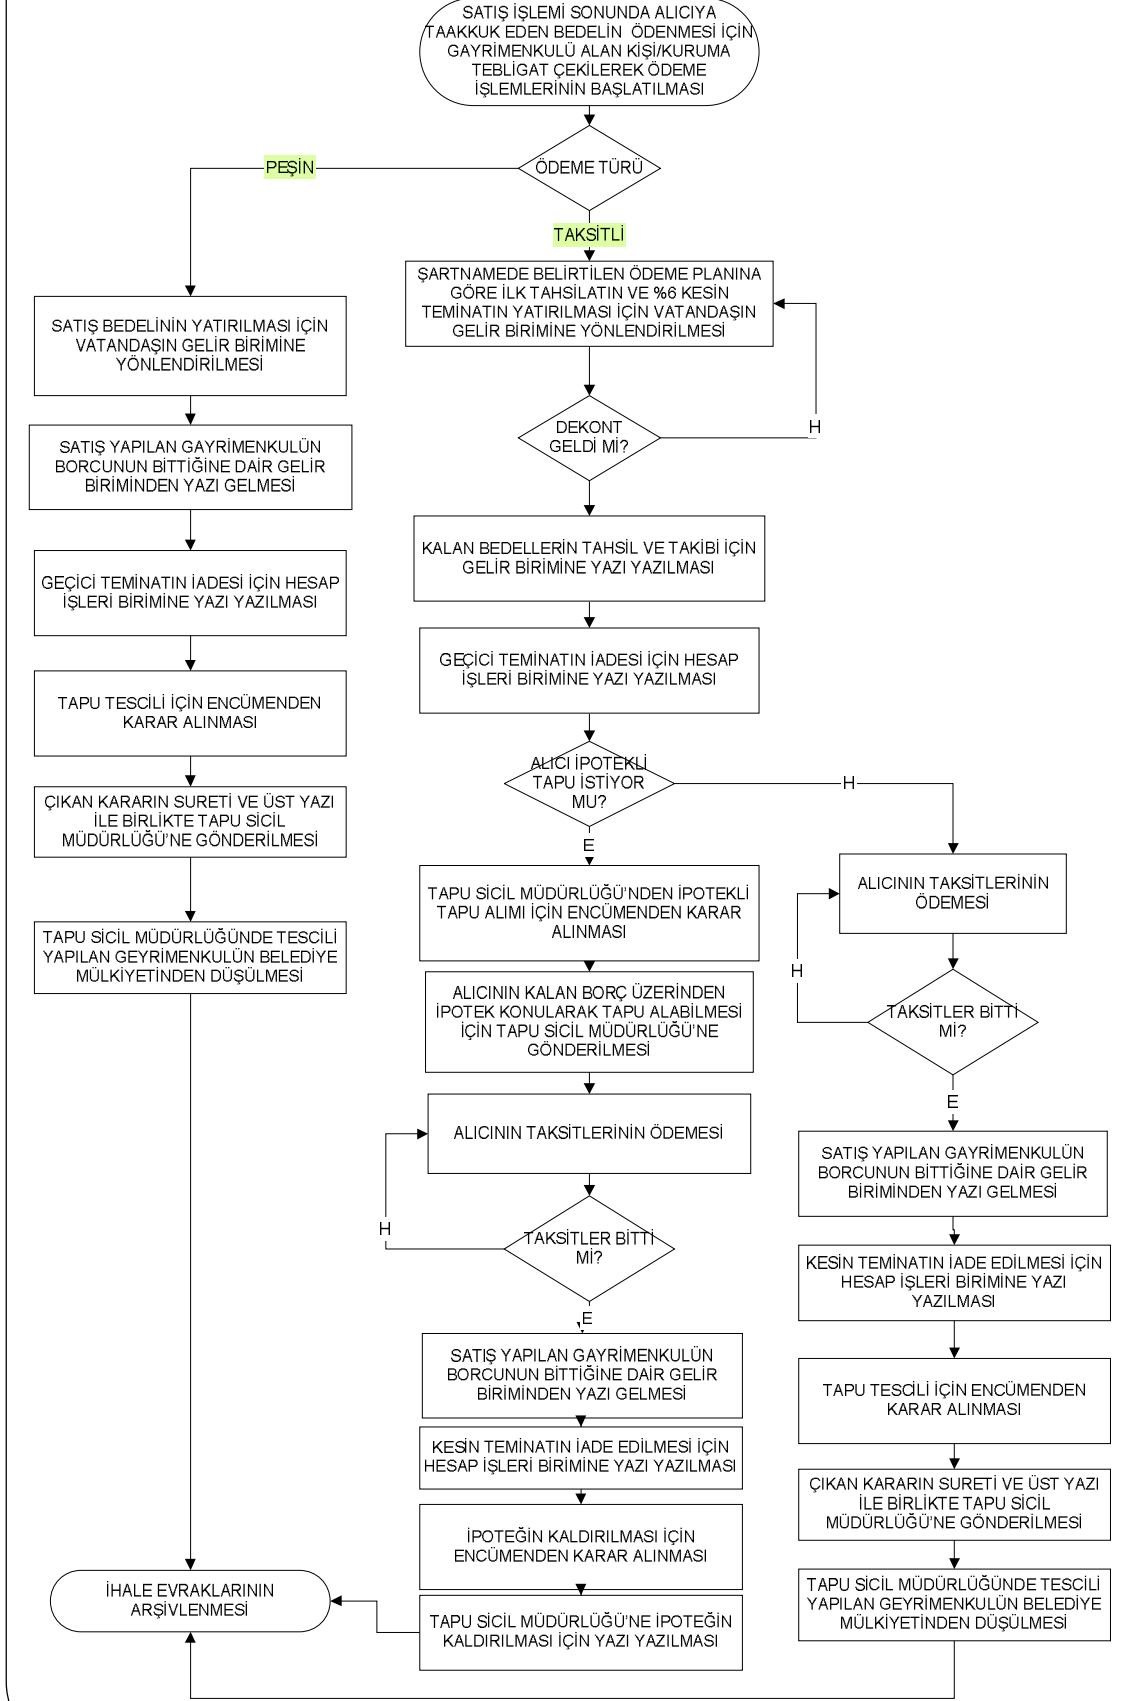 SATIŞ İŞLEMİ SONUNDA ALICIYA
TAAKKUK EDEN BEDELİN ÖDENMESİ İÇİN
GAYRİMENKULÜ ALAN KİŞİ/KURUMA
TEBLİGAT ÇEKİLEREK ÖDEME
İŞLEMLERİNİN BAŞLATILMASI
ÖDEME TÜRÜ
PEŞİN
TAKSİTLİ
SATIŞ BEDELİNİN YATIRILMASI İÇİN
VATANDAŞIN GELİR BİRİMİNE
YÖNLENDİRİLMESİ
SATIŞ YAPILAN GAYRİMENKULÜN
BORCUNUN BİTTİĞİNE DAİR GELİR
BİRİMİNDEN YAZI GELMESİ
GEÇİCİ TEMİNATIN İADESİ İÇİN HESAP
İŞLERİ BİRİMİNE YAZI YAZILMASI
TAPU TESCİLİ İÇİN ENCÜMENDEN
KARAR ALINMASI
ÇIKAN KARARIN SURETİ VE ÜST YAZI
İLE BİRLİKTE TAPU SİCİL
MÜDÜRLÜĞÜ'NE GÖNDERİLMESİ
TAPU SİCİL MÜDÜRLÜĞÜNDE TESCİLİ
YAPILAN GEYRİMENKULÜN BELEDİYE
MÜLKİYETİNDEN DÜŞÜLMESİ
ŞARTNAMEDE BELİRTİLEN ÖDEME PLANINA
GÖRE İLK TAHSİLATIN VE %6 KESİN
TEMİNATIN YATIRILMASI İÇİN VATANDAŞIN
GELİR BİRİMİNE YÖNLENDİRİLMESİ
DEKONT
GELDİ Mİ?
H
KALAN BEDELLERİN TAHSİL VE TAKİBİ İÇİN
GELİR BİRİMİNE YAZI YAZILMASI
GEÇİCİ TEMİNATIN İADESİ İÇİN HESAP
İŞLERİ BİRİMİNE YAZI YAZILMASI
ALICI İPOTEKLİ
TAPU İSTİYOR
MU?
H
E
TAPU SİCİL MÜDÜRLÜĞÜ'NDEN İPOTEKLİ
TAPU ALIMI İÇİN ENCÜMENDEN KARAR
ALINMASI
ALICININ KALAN BORÇ ÜZERİNDEN
İPOTEK KONULARAK TAPU ALABİLMESİ
İÇİN TAPU SİCİL MÜDÜRLÜĞÜ'NE
GÖNDERİLMESİ
ALICININ TAKSİTLERİNİN ÖDEMESİ
TAKSİTLER BİTTİ
Mİ?
H
E
SATIŞ YAPILAN GAYRİMENKULÜN
BORCUNUN BİTTİĞİNE DAİR GELİR
BİRİMİNDEN YAZI GELMESİ
KESİN TEMİNATIN İADE EDİLMESİ İÇİN
HESAP İŞLERİ BİRİMİNE YAZI YAZILMASI
İPOTEĞİN KALDIRILMASI İÇİN
ENCÜMENDEN KARAR ALINMASI
TAPU SİCİL MÜDÜRLÜĞÜ'NE İPOTEĞİN
KALDIRILMASI İÇİN YAZI YAZILMASI
ALICININ TAKSİTLERİNİN
ÖDEMESİ
H
TAKSİTLER BİTTİ
Mİ?
E
SATIŞ YAPILAN GAYRİMENKULÜN
BORCUNUN BİTTİĞİNE DAİR GELİR
BİRİMİNDEN YAZI GELMESİ
KESİN TEMİNATIN İADE EDİLMESİ İÇİN
HESAP İŞLERİ BİRİMİNE YAZI
YAZILMASI
TAPU TESCİLİ İÇİN ENCÜMENDEN
KARAR ALINMASI
ÇIKAN KARARIN SURETİ VE ÜST YAZI
İLE BİRLİKTE TAPU SİCİL
MÜDÜRLÜĞÜ'NE GÖNDERİLMESİ
TAPU SİCİL MÜDÜRLÜĞÜNDE TESCİLİ
YAPILAN GEYRİMENKULÜN BELEDİYE
MÜLKİYETİNDEN DÜŞÜLMESİ
İHALE EVRAKLARININ
ARŞİVLENMESİ